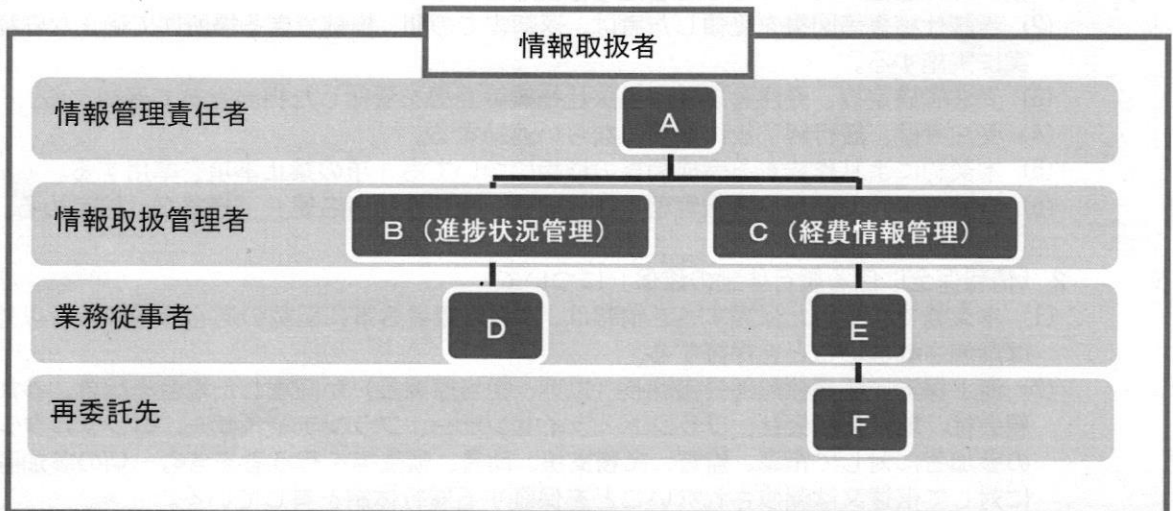 情報取扱者
情報管理責任者
A
情報取扱管理者
B（進捗状況管理）
C（経費情報管理）
業務従事者
D
E
再委託先
F